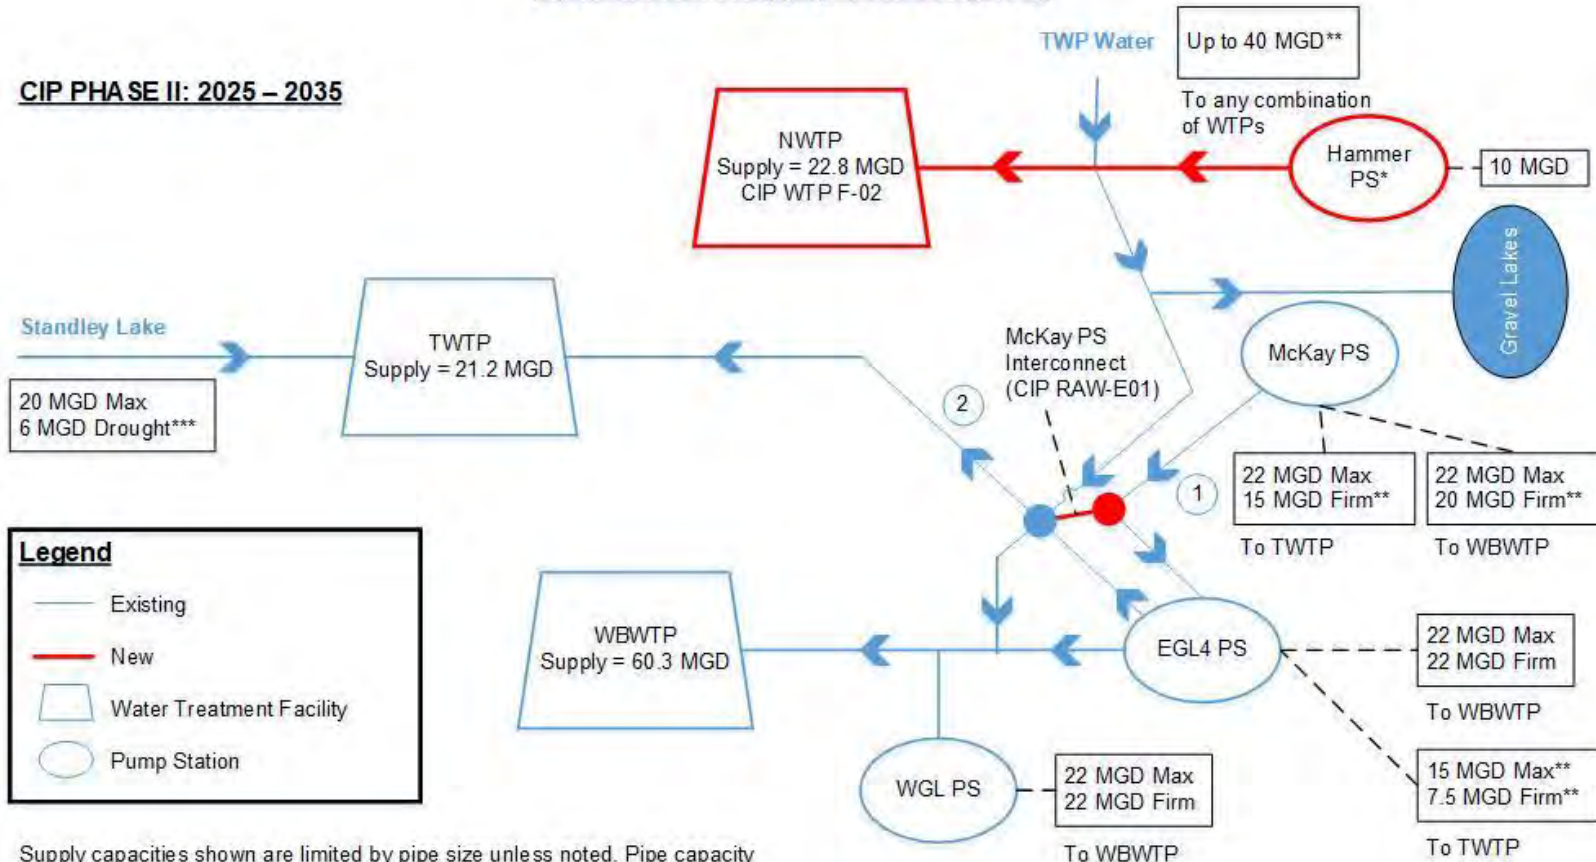 CIP PHASE II: 2025 – 2035
TWP Water
Up to 40 MGD**
To any combination
of WTPs
NWTP
Supply = 22.8 MGD
CIP WTP F-02
Hammer
PS*
10 MGD
Gravel Lakes
Standley Lake
20 MGD Max
6 MGD Drought***
TWTP
Supply = 21.2 MGD
2
McKay PS
Interconnect
(CIP RAW-E01)
McKay PS
1
22 MGD Max
15 MGD Firm**
To TWTP
22 MGD Max
20 MGD Firm**
To WBWTP
Legend
Existing
New
Water Treatment Facility
Pump Station
WBWTP
Supply = 60.3 MGD
EGL4 PS
22 MGD Max
22 MGD Firm
To WBWTP
15 MGD Max**
7.5 MGD Firm**
To TWTP
WGL PS
22 MGD Max
22 MGD Firm
To WBWTP
Supply capacities shown are limited by pipe size unless noted. Pipe capacity